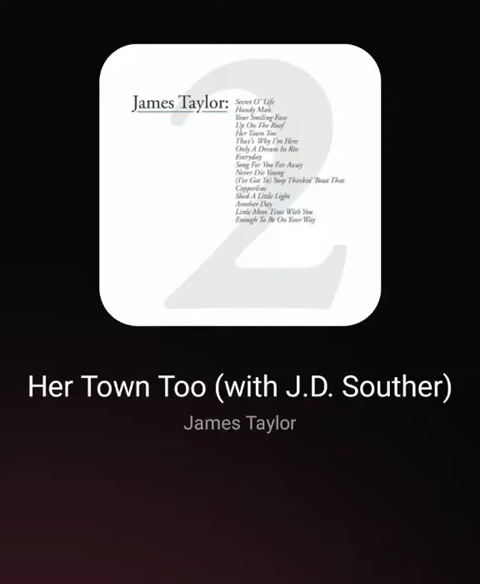 2
James Taylor:
Secret O' Life
Handy Man
Your Smiling Face
Up On The Roof
Her Town Too
That's Why I'm Here
Only A Dream In Rio
Everyday
Song For You Far Away
Never Die Young
(I've Got To) Stop Thinkin' 'Bout That
Copperline
Shed A Little Light
Another Day
Little More Time With You
Enough To Be On Your Way
Her Town Too (with J.D. Souther)
James Taylor